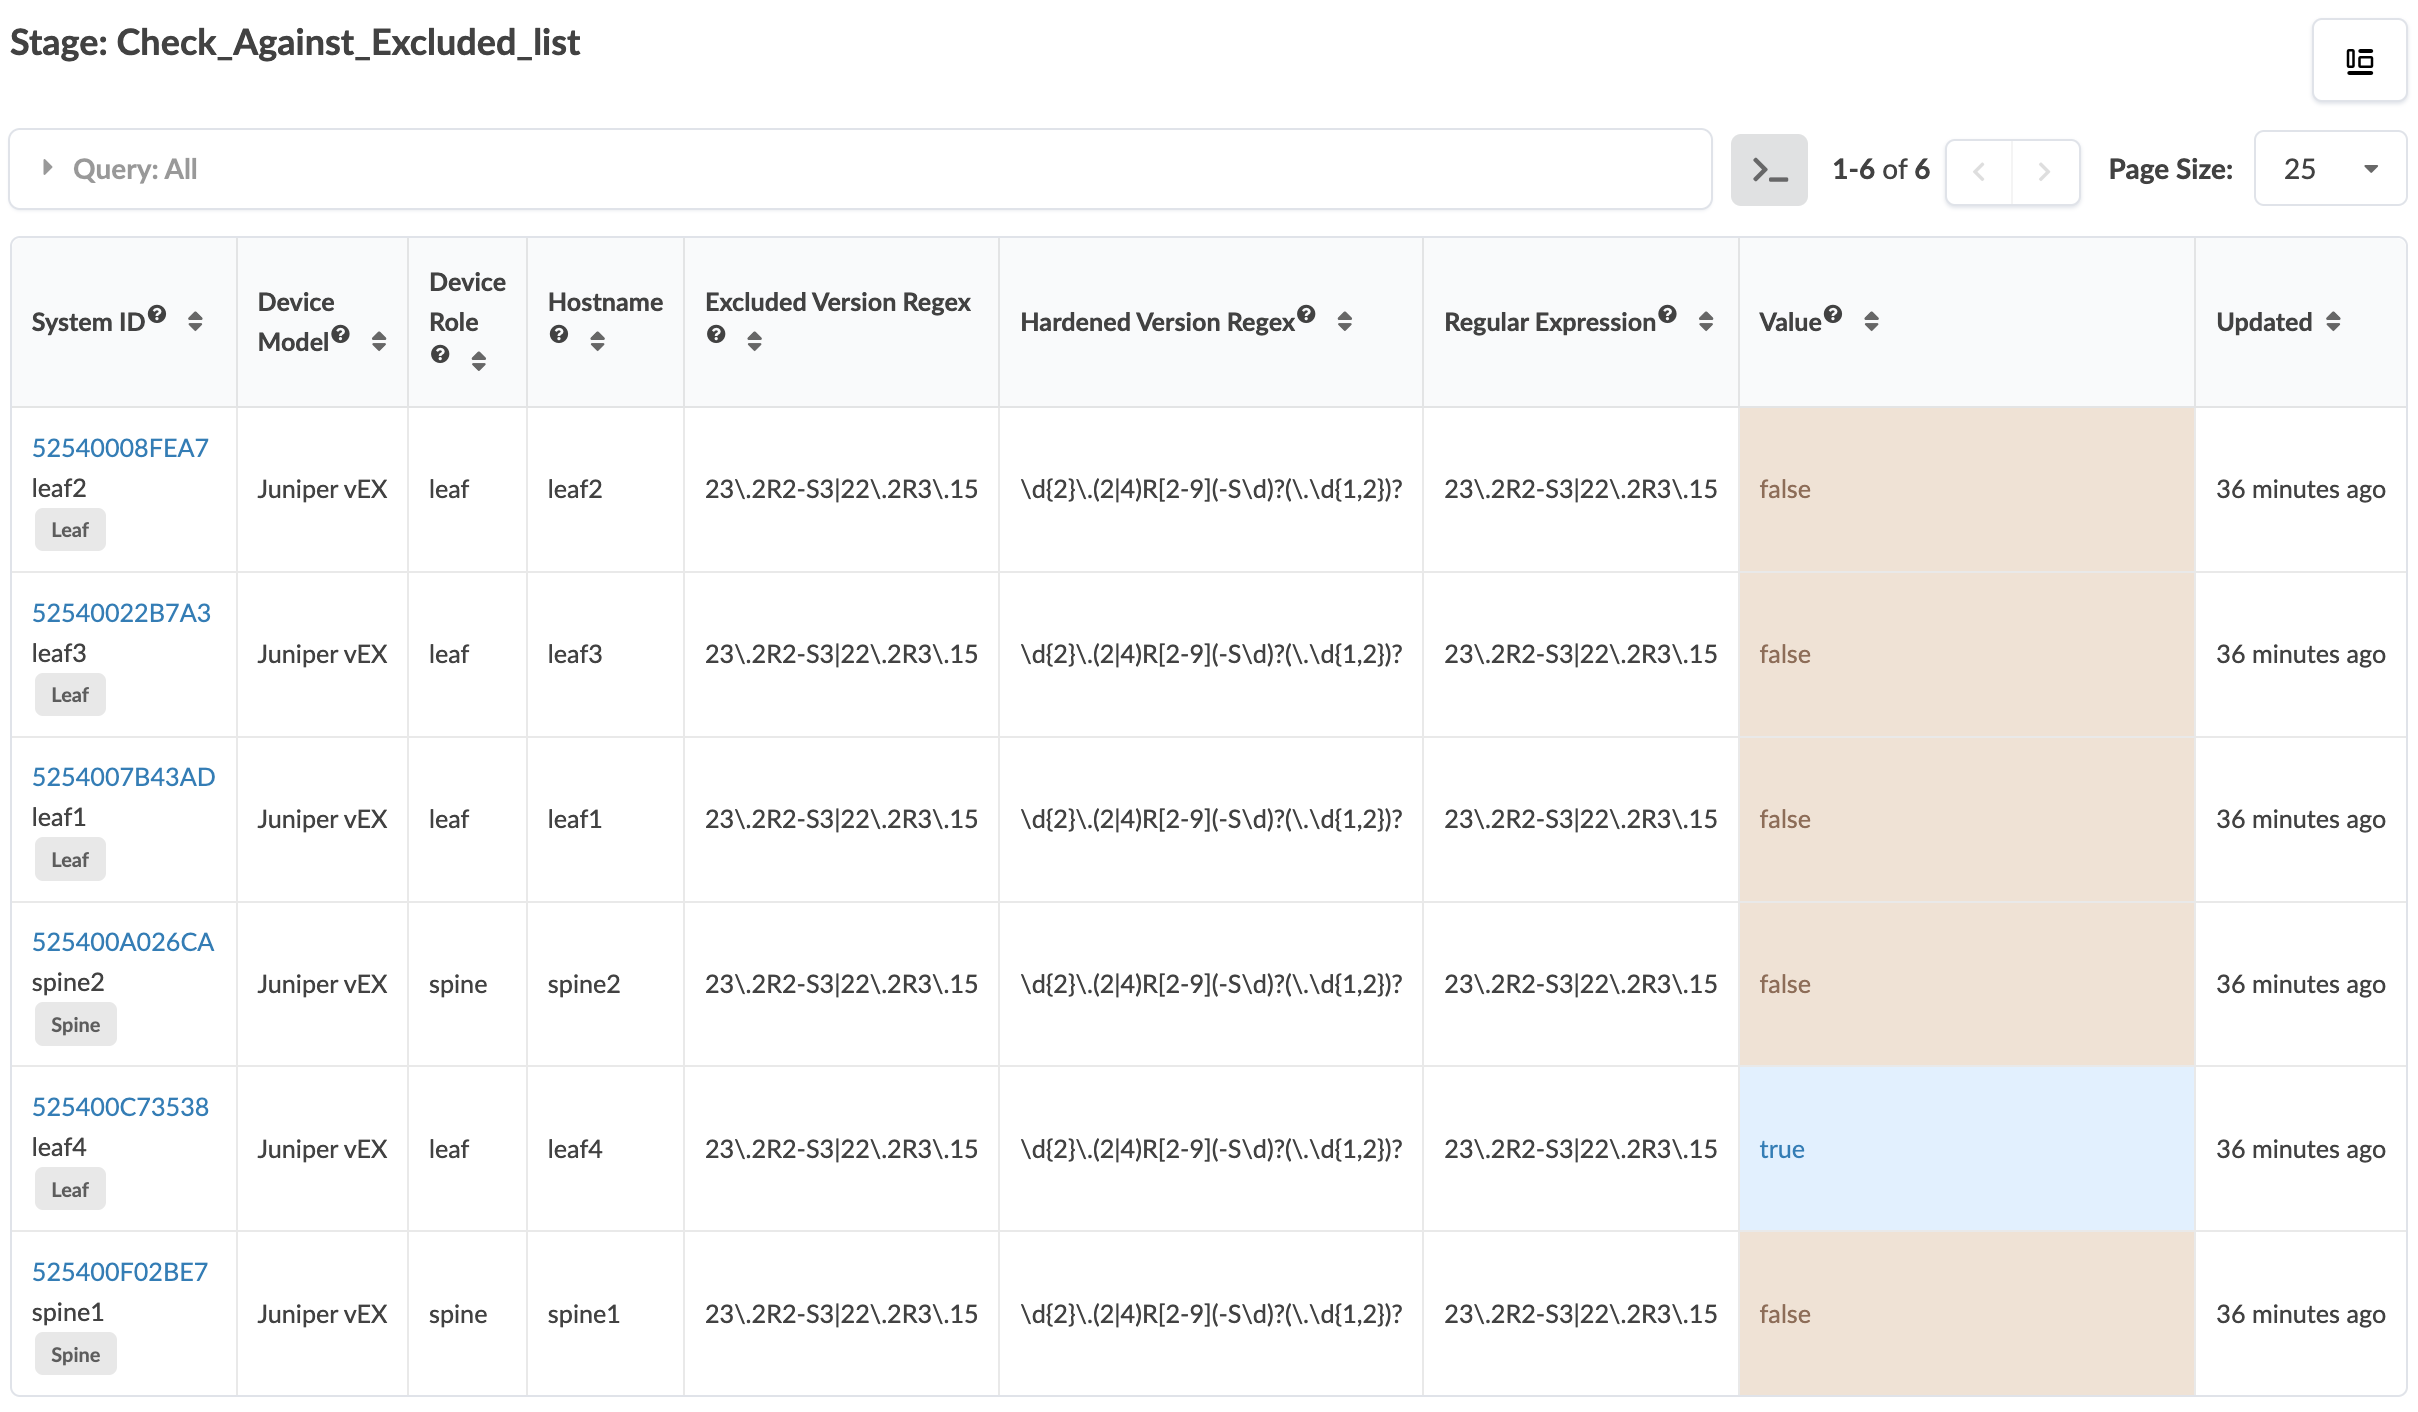 Stage: Check_Against_Excluded_list
Query: All
1-6 of 6
Page Size:
25
System ID
Device Model
Device Role
Hostname
Excluded Version Regex
Hardened Version Regex
Regular Expression
Value
Updated
52540008FEA7
leaf2
Leaf
Juniper vEX
leaf
leaf2
23\.2R2-S3|22\.2R3\.15
\d{2}\.(2|4)R[2-9](-S\d)?(\.\d{1,2})?
23\.2R2-S3|22\.2R3\.15
false
36 minutes ago
52540022B7A3
leaf3
Leaf
Juniper vEX
leaf
leaf3
23\.2R2-S3|22\.2R3\.15
\d{2}\.(2|4)R[2-9](-S\d)?(\.\d{1,2})?
23\.2R2-S3|22\.2R3\.15
false
36 minutes ago
5254007B43AD
leaf1
Leaf
Juniper vEX
leaf
leaf1
23\.2R2-S3|22\.2R3\.15
\d{2}\.(2|4)R[2-9](-S\d)?(\.\d{1,2})?
23\.2R2-S3|22\.2R3\.15
false
36 minutes ago
525400A026CA
spine2
Spine
Juniper vEX
spine
spine2
23\.2R2-S3|22\.2R3\.15
\d{2}\.(2|4)R[2-9](-S\d)?(\.\d{1,2})?
23\.2R2-S3|22\.2R3\.15
false
36 minutes ago
525400C73538
leaf4
Leaf
Juniper vEX
leaf
leaf4
23\.2R2-S3|22\.2R3\.15
\d{2}\.(2|4)R[2-9](-S\d)?(\.\d{1,2})?
23\.2R2-S3|22\.2R3\.15
true
36 minutes ago
525400F02BE7
spine1
Spine
Juniper vEX
spine
spine1
23\.2R2-S3|22\.2R3\.15
\d{2}\.(2|4)R[2-9](-S\d)?(\.\d{1,2})?
23\.2R2-S3|22\.2R3\.15
false
36 minutes ago